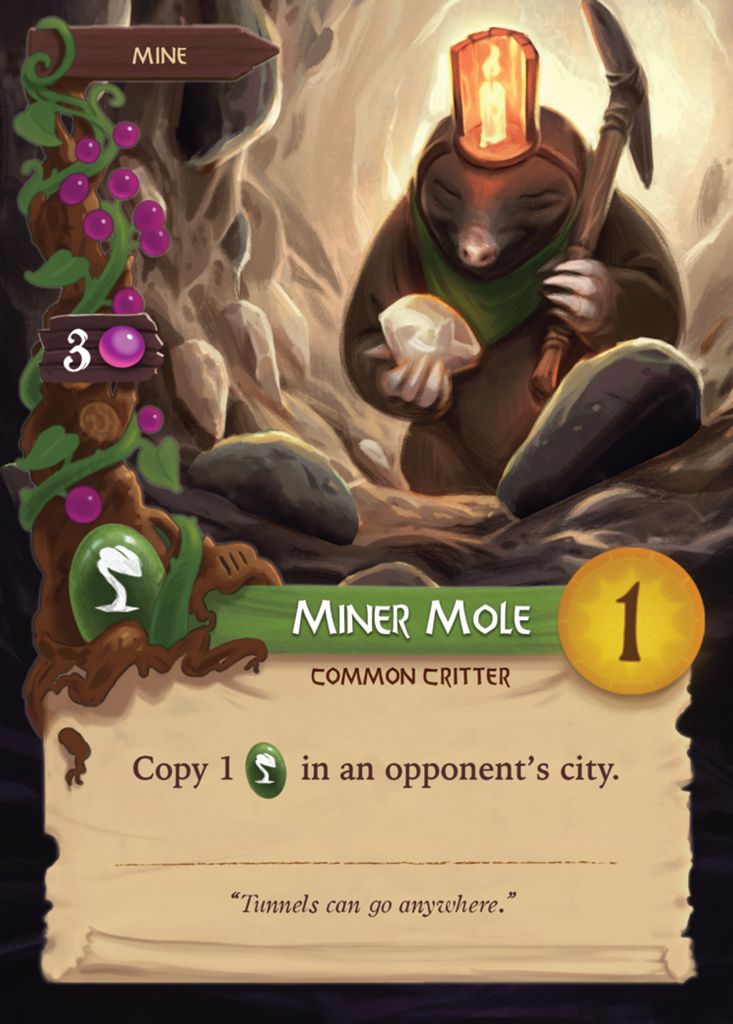 MINE
3
MINER MOLE
1
COMMON CRITTER
Copy 1 in an opponent's city.
"Tunnels can go anywhere."